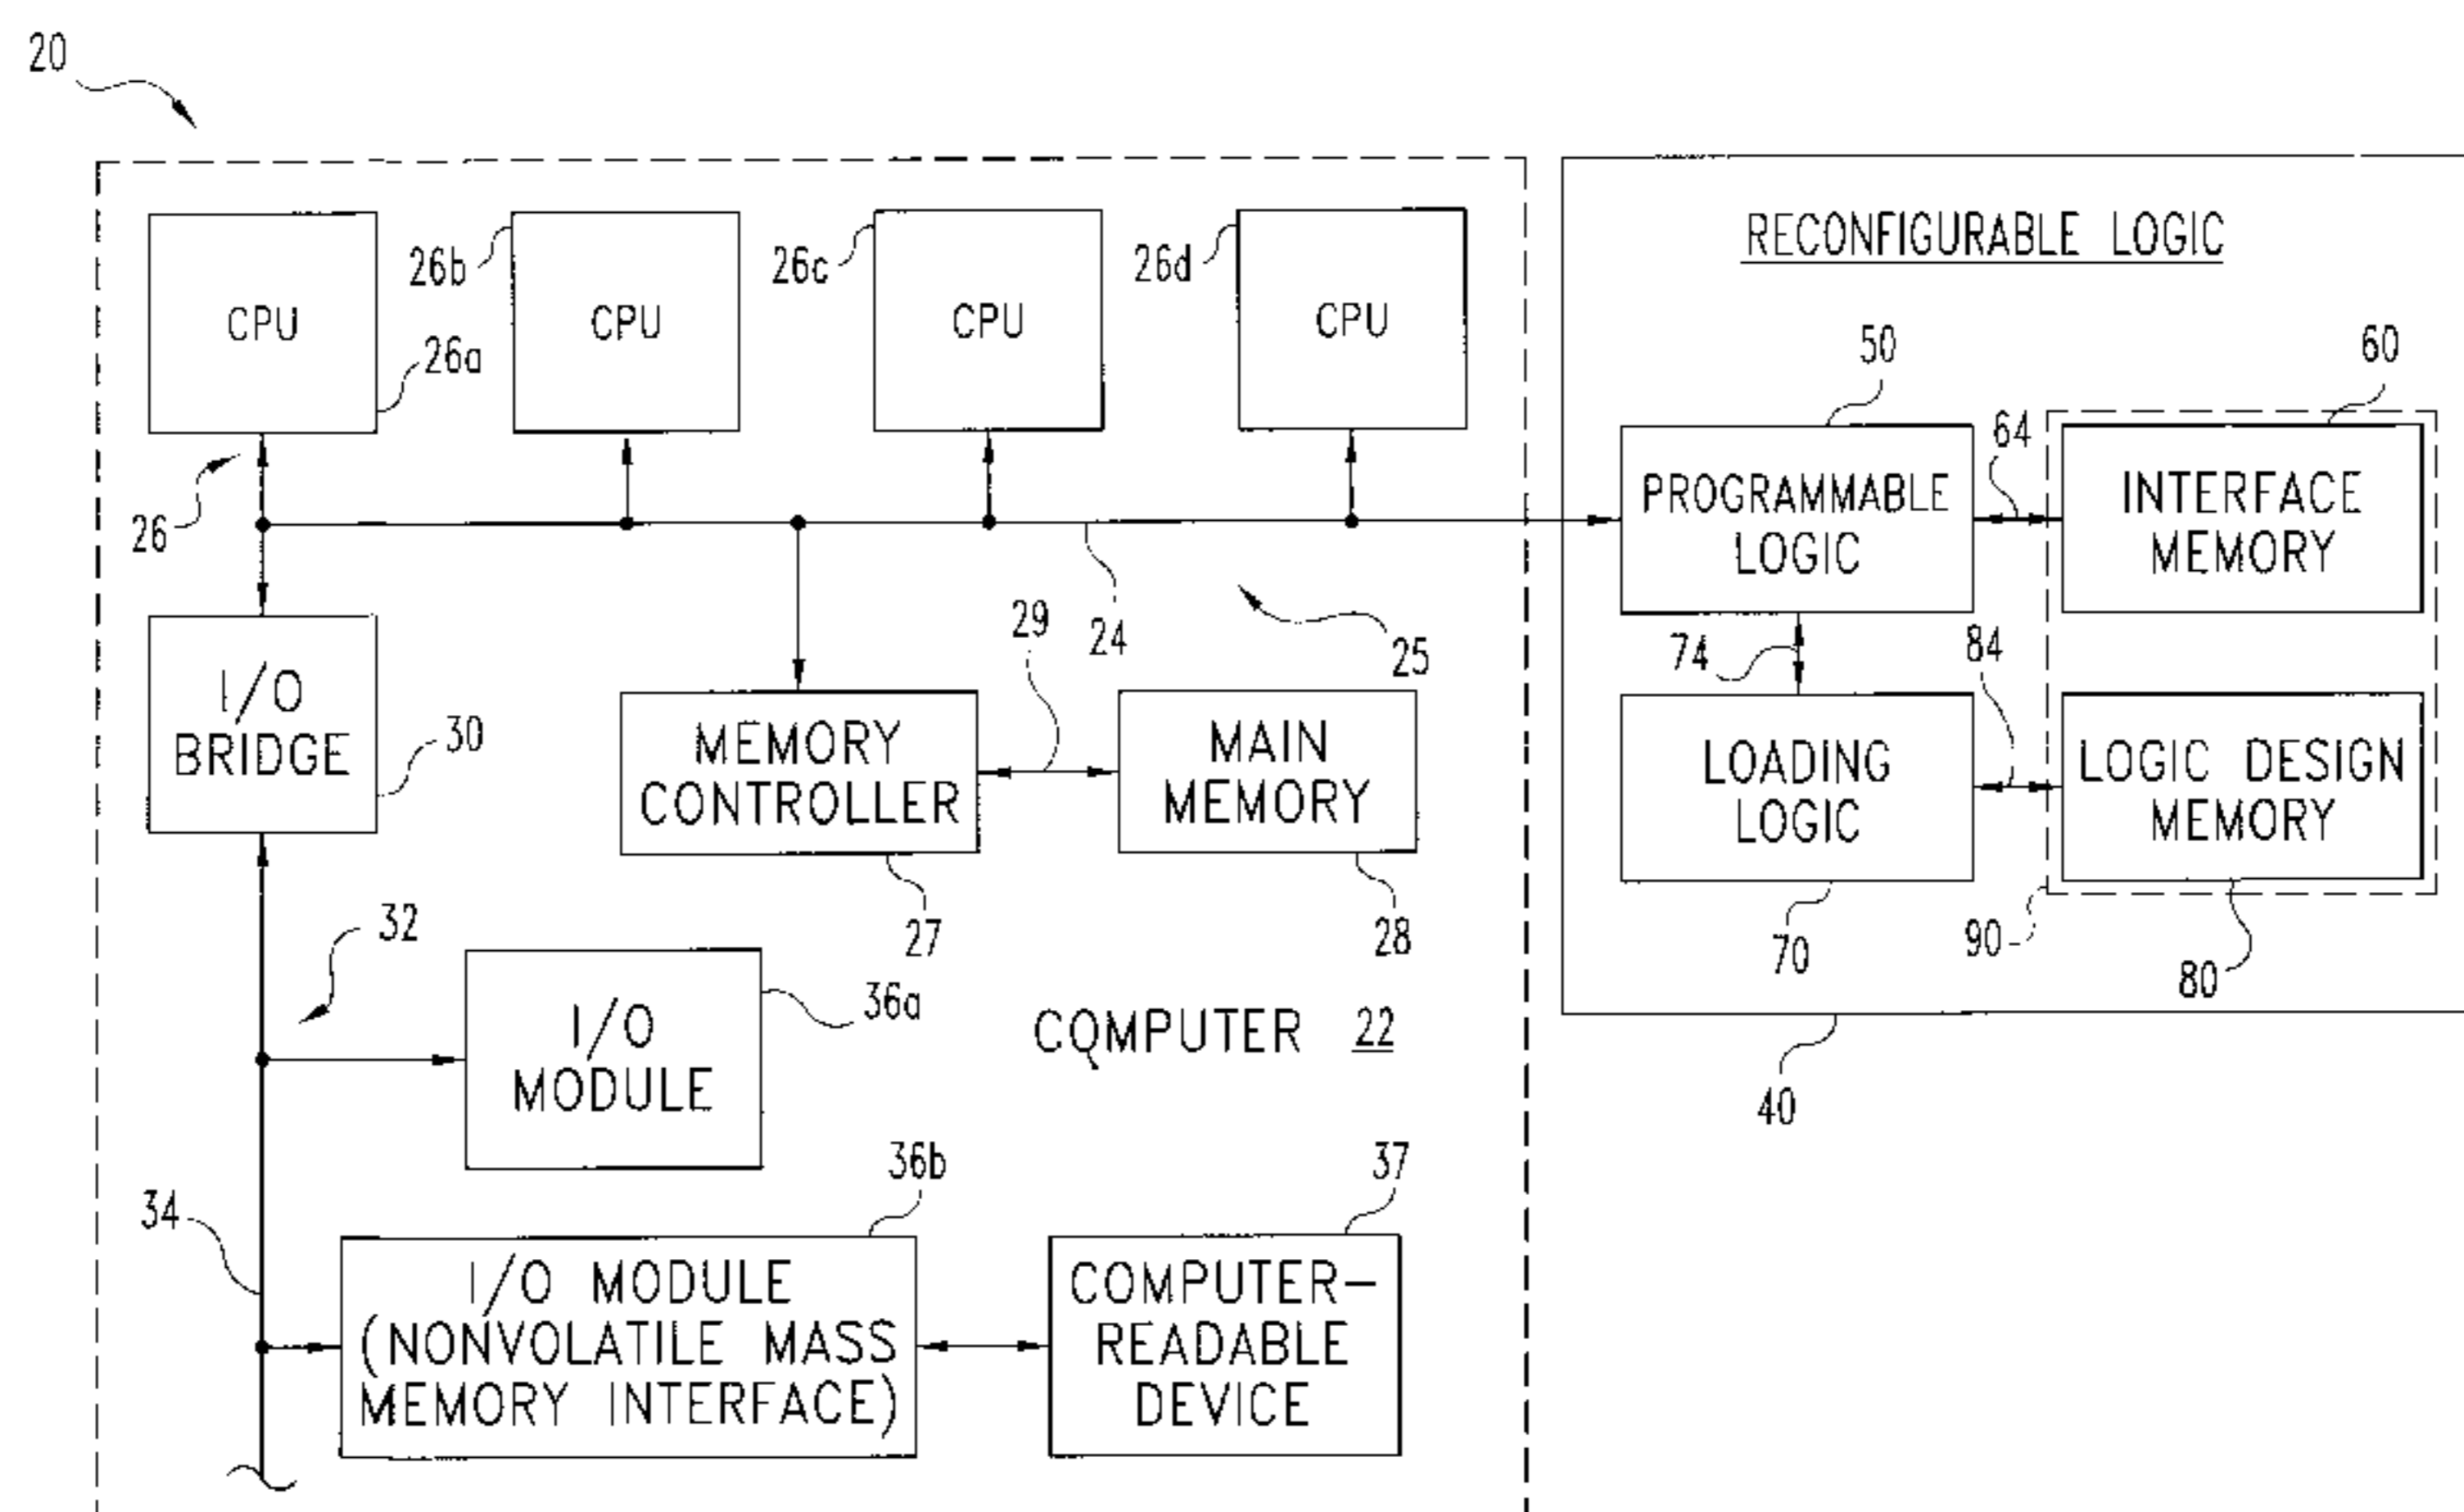 20
RECONFIGURABLE LOGIC
26b
26c
26d
CPU
CPU
CPU
CPU
26a
50
60
64
26
PROGRAMMABLE
LOGIC
INTERFACE
MEMORY
29
24
25
74
84
I/O
BRIDGE
30
MEMORY
CONTROLLER
MAIN
MEMORY
LOADING
LOGIC
LOGIC DESIGN
MEMORY
32
27
28
70
90
80
36a
I/O
MODULE
COMPUTER 22
40
36b
37
34
I/O MODULE
(NONVOLATILE MASS
MEMORY INTERFACE)
COMPUTER-
READABLE
DEVICE